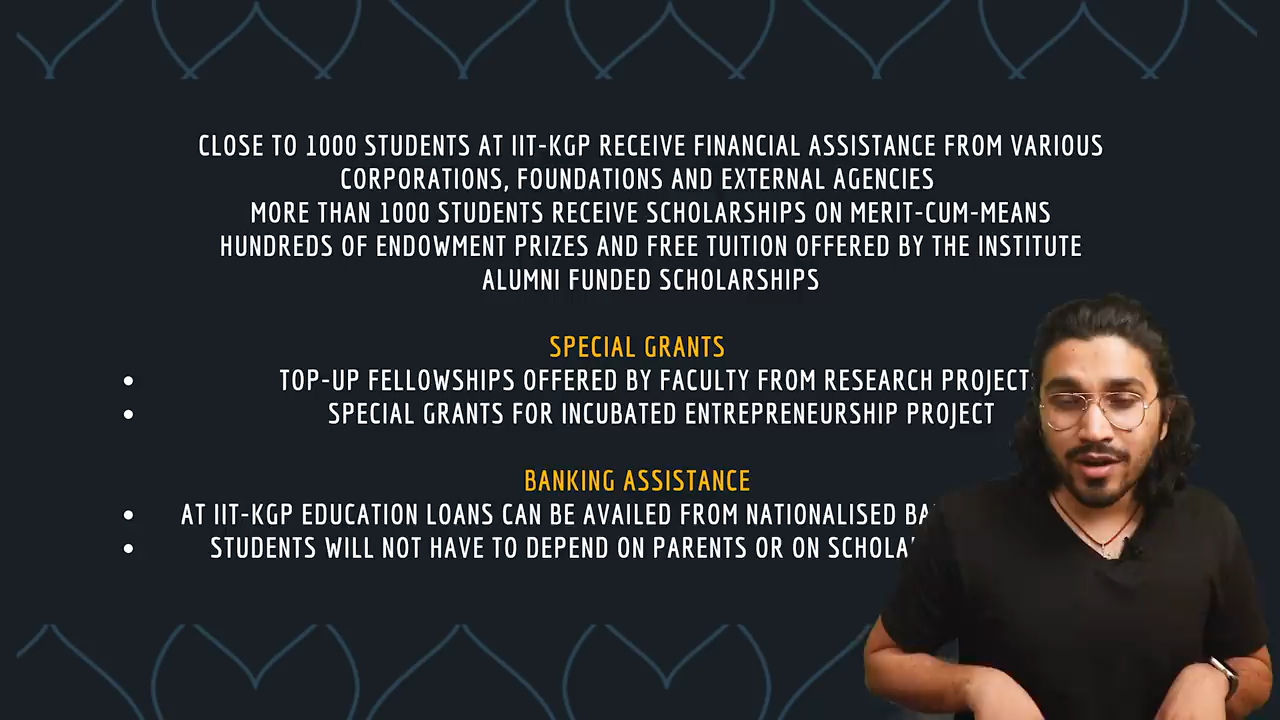 CLOSE TO 1000 STUDENTS AT IIT-KGP RECEIVE FINANCIAL ASSISTANCE FROM VARIOUS
CORPORATIONS, FOUNDATIONS AND EXTERNAL AGENCIES
MORE THAN 1000 STUDENTS RECEIVE SCHOLARSHIPS ON MERIT-CUM-MEANS
HUNDREDS OF ENDOWMENT PRIZES AND FREE TUITION OFFERED BY THE INSTITUTE
ALUMNI FUNDED SCHOLARSHIPS
SPECIAL GRANTS
• TOP-UP FELLOWSHIPS OFFERED BY FACULTY FROM RESEARCH
• SPECIAL GRANTS FOR INCUBATED ENTREPRENEURSHIP PROJECT
BANKING ASSISTANCE
• AT IIT-KGP EDUCATION LOANS CAN BE AVAILED FROM NATIONALISED
• STUDENTS WILL NOT HAVE TO DEPEND ON PARENTS OR ON